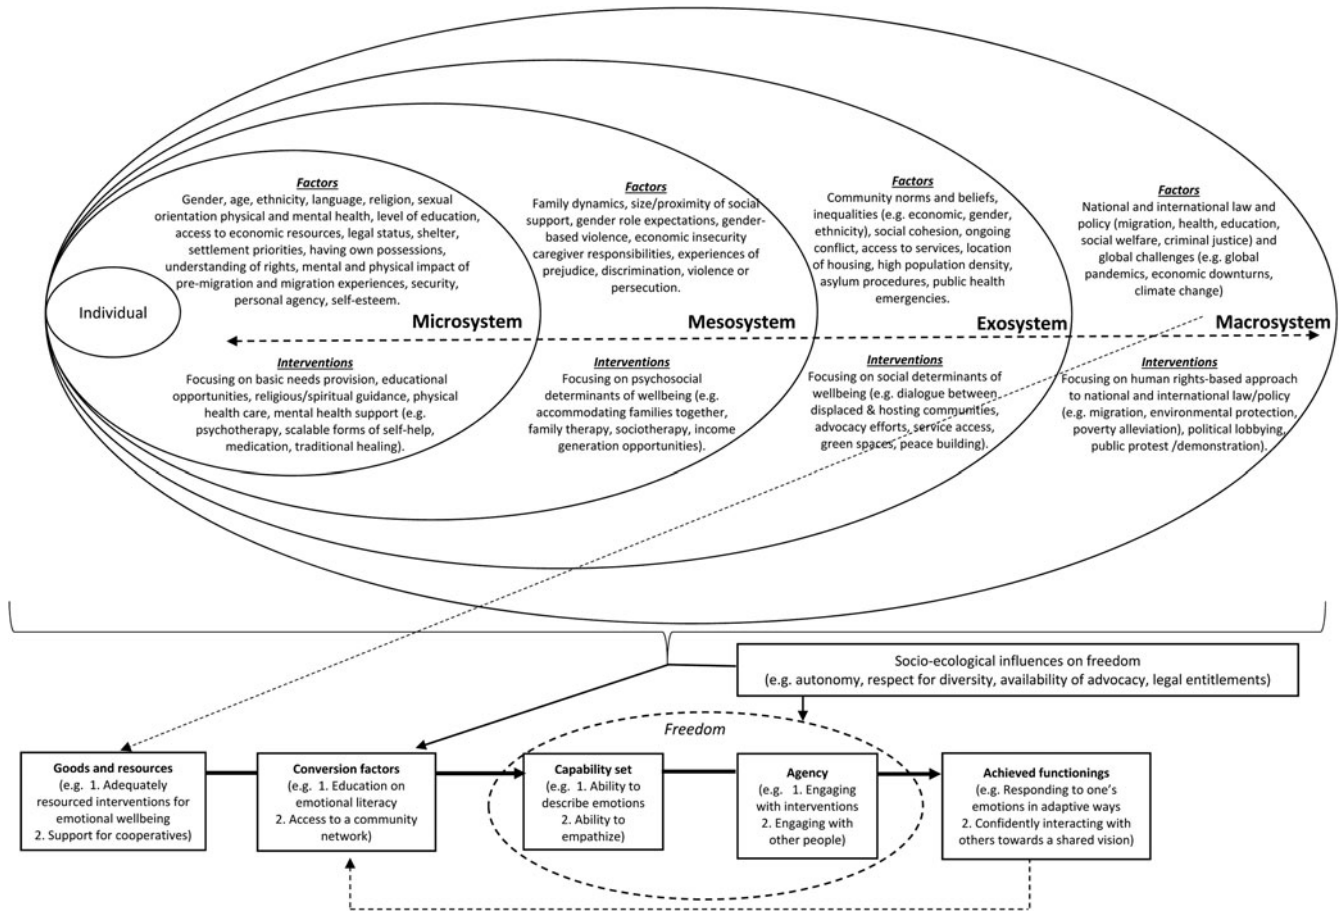 Individual
Factors
Gender, age, ethnicity, language, religion, sexual
orientation physical and mental health, level of education,
access to economic resources, legal status, shelter,
settlement priorities, having own possessions,
understanding of rights, mental and physical impact of
pre-migration and migration experiences, security,
personal agency, self-esteem.
Microsystem
Interventions
Focusing on basic needs provision, educational
opportunities, religious/spiritual guidance, physical
health care, mental health support (e.g.
psychotherapy, scalable forms of self-help,
medication, traditional healing).
Factors
Family dynamics, size/proximity of social
support, gender role expectations, gender-
based violence, economic insecurity
caregiver responsibilities, experiences of
prejudice, discrimination, violence or
persecution.
Mesosystem
Interventions
Focusing on psychosocial
determinants of wellbeing (e.g.
accommodating families together,
family therapy, sociotherapy, income
generation opportunities).
Factors
Community norms and beliefs,
inequalities (e.g. economic, gender,
ethnicity), social cohesion, ongoing
conflict, access to services, location
of housing, high population density,
asylum procedures, public health
emergencies.
Exosystem
Interventions
Focusing on social determinants of
wellbeing (e.g. dialogue between
displaced & hosting communities,
advocacy efforts, service access,
green spaces, peace building).
Factors
National and international law and
policy (migration, health, education,
social welfare, criminal justice) and
global challenges (e.g. global
pandemics, economic downturns,
climate change)
Macrosystem
Interventions
Focusing on human rights-based approach
to national and international law/policy
(e.g. migration, environmental protection,
poverty alleviation), political lobbying,
public protest /demonstration).
Socio-ecological influences on freedom
(e.g. autonomy, respect for diversity, availability of advocacy, legal entitlements)
Freedom
Goods and resources
(e.g. 1. Adequately
resourced interventions for
emotional wellbeing
2. Support for cooperatives)
Conversion factors
(e.g. 1. Education on
emotional literacy
2. Access to a community
network)
Capability set
(e.g. 1. Ability to
describe emotions
2. Ability to
empathize)
Agency
(e.g. 1. Engaging
with interventions
2. Engaging with
other people)
Achieved functionings
(e.g. Responding to one's
emotions in adaptive ways
2. Confidently interacting with
others towards a shared vision)